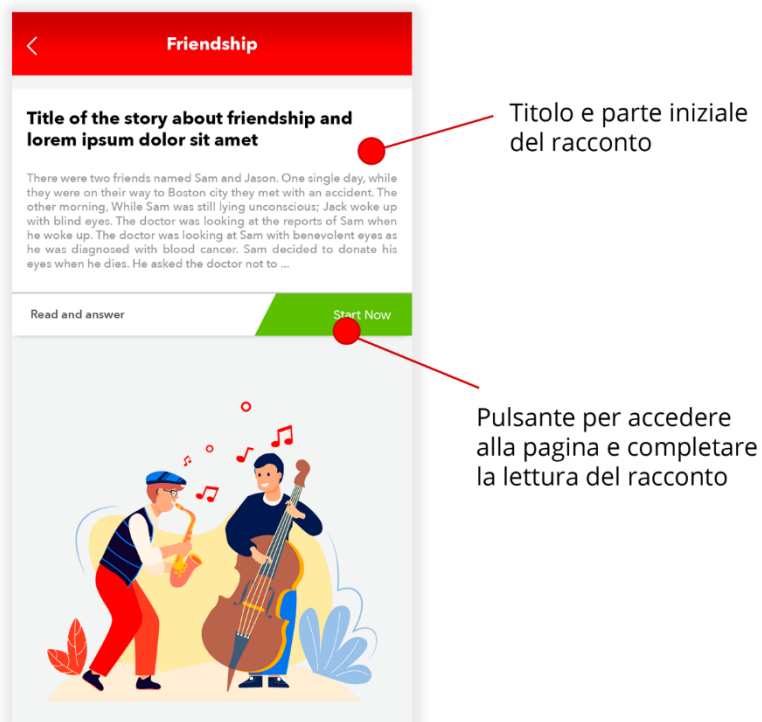 Friendship
Title of the story about friendship and
lorem ipsum dolor sit amet
There were two friends named Sam and Jason. One single day, while
they were on their way to Boston city they met with an accident. The
other morning, While Sam was still lying unconscious; Jack woke up
with blind eyes. The doctor was looking at the reports of Sam when
he woke up. The doctor was looking at Sam with benevolent eyes as
he was diagnosed with blood cancer. Sam decided to donate his
eyes when he dies. He asked the doctor not to ...
Read and answer
Start Now
Titolo e parte iniziale
del racconto
Pulsante per accedere
alla pagina e completare
la lettura del racconto